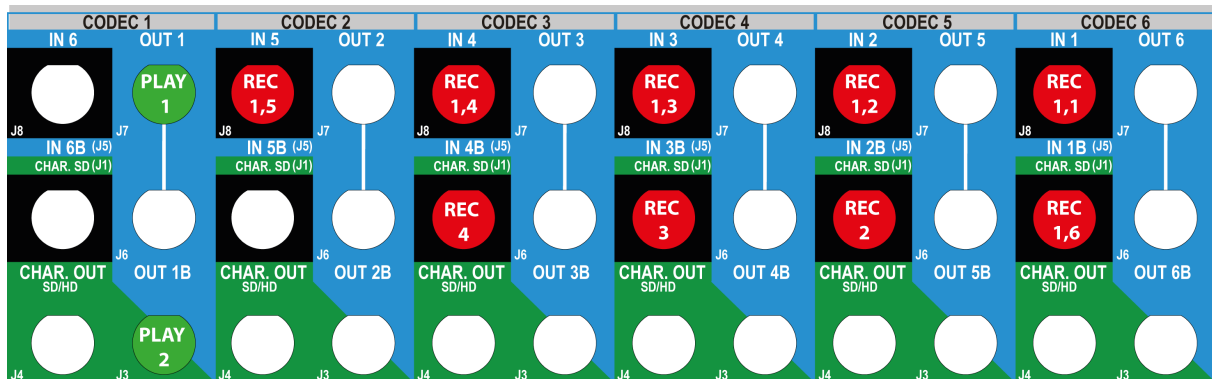 CODEC 1 CODEC 2 CODEC 3 CODEC 4 CODEC 5 CODEC 6
IN 6 OUT 1 IN 5 OUT 2 IN 4 OUT 3 IN 3 OUT 4 IN 2 OUT 5 IN 1 OUT 6
PLAY REC REC REC REC REC
1 1,5 1,4 1,3 1,2 1,1
J8 J7 J8 J7 J8 J7 J8 J7 J8 J7 J8 J7
IN 6B (J5) IN 5B (J5) IN 4B (J5) IN 3B (J5) IN 2B (J5) IN 1B (J5)
CHAR. SD (J1) CHAR. SD (J1) CHAR. SD (J1) CHAR. SD (J1) CHAR. SD (J1) CHAR. SD (J1)
REC REC REC REC
4 3 2 1,6
J6 J6 J6 J6 J6 J6
CHAR. OUT OUT 1B CHAR. OUT OUT 2B CHAR. OUT OUT 3B CHAR. OUT OUT 4B CHAR. OUT OUT 5B CHAR. OUT OUT 6B
SD/HD SD/HD SD/HD SD/HD SD/HD SD/HD
PLAY
2
J4 J3 J4 J3 J4 J3 J4 J3 J4 J3 J4 J3